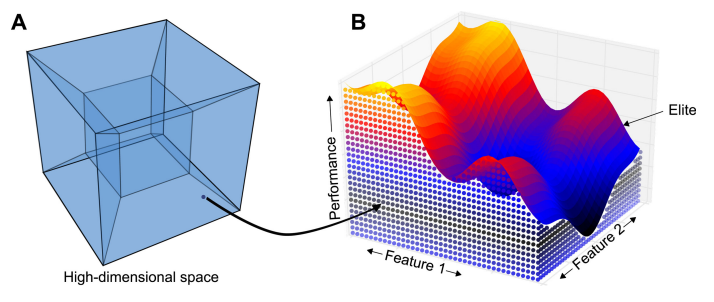 A
B
High-dimensional space
Performance
Feature 1
Feature 2
Elite